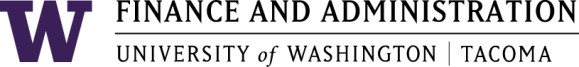 W
FINANCE AND ADMINISTRATION
UNIVERSITY of WASHINGTON | TACOMA